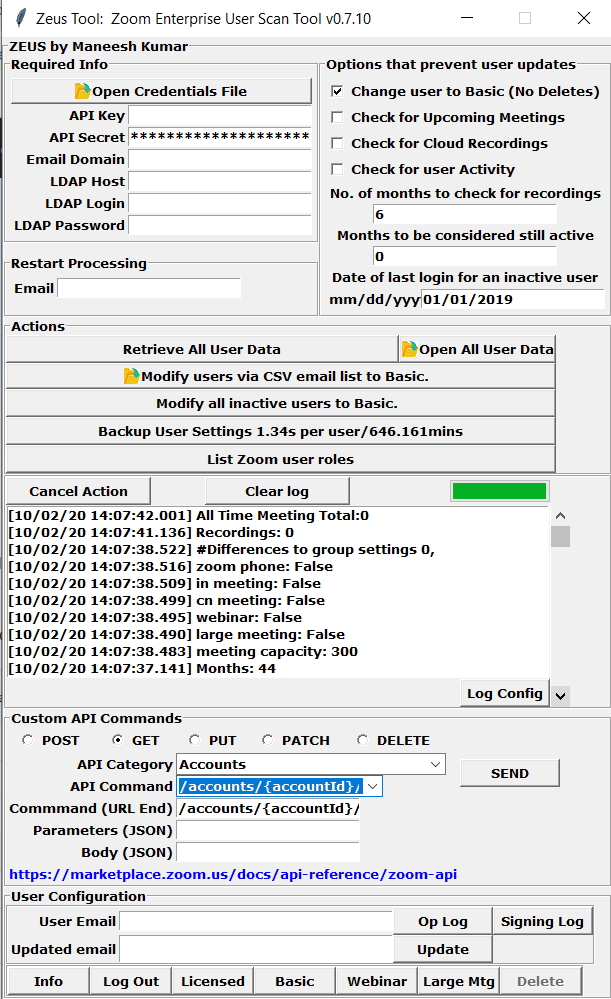 Zeus Tool: Zoom Enterprise User Scan Tool v0.7.10
ZEUS by Maneesh Kumar
Required Info
Open Credentials File
API Key
API Secret ********************
Email Domain
LDAP Host
LDAP Login
LDAP Password
Restart Processing
Email
Options that prevent user updates
Change user to Basic (No Deletes)
Check for Upcoming Meetings
Check for Cloud Recordings
Check for user Activity
No. of months to check for recordings
6
Months to be considered still active
0
Date of last login for an inactive user
mm/dd/yyy 01/01/2019
Actions
Retrieve All User Data Open All User Data
Modify users via CSV email list to Basic.
Modify all inactive users to Basic.
Backup User Settings 1.34s per user/646.161mins
List Zoom user roles
Cancel Action Clear log
[10/02/20 14:07:42.001] All Time Meeting Total:0
[10/02/20 14:07:41.136] Recordings: 0
[10/02/20 14:07:38.522] #Differences to group settings 0,
[10/02/20 14:07:38.516] zoom phone: False
[10/02/20 14:07:38.509] in meeting: False
[10/02/20 14:07:38.499] cn meeting: False
[10/02/20 14:07:38.495] webinar: False
[10/02/20 14:07:38.490] large meeting: False
[10/02/20 14:07:38.483] meeting capacity: 300
[10/02/20 14:07:37.141] Months: 44
Log Config
Custom API Commands
POST GET PUT PATCH DELETE
API Category Accounts
SEND
API Command /accounts/{accountId}/
Commmand (URL End) /accounts/{accountId}/
Parameters (JSON)
Body (JSON)
https://marketplace.zoom.us/docs/api-reference/zoom-api
User Configuration
User Email Op Log Signing Log
Updated email Update
Info Log Out Licensed Basic Webinar Large Mtg Delete